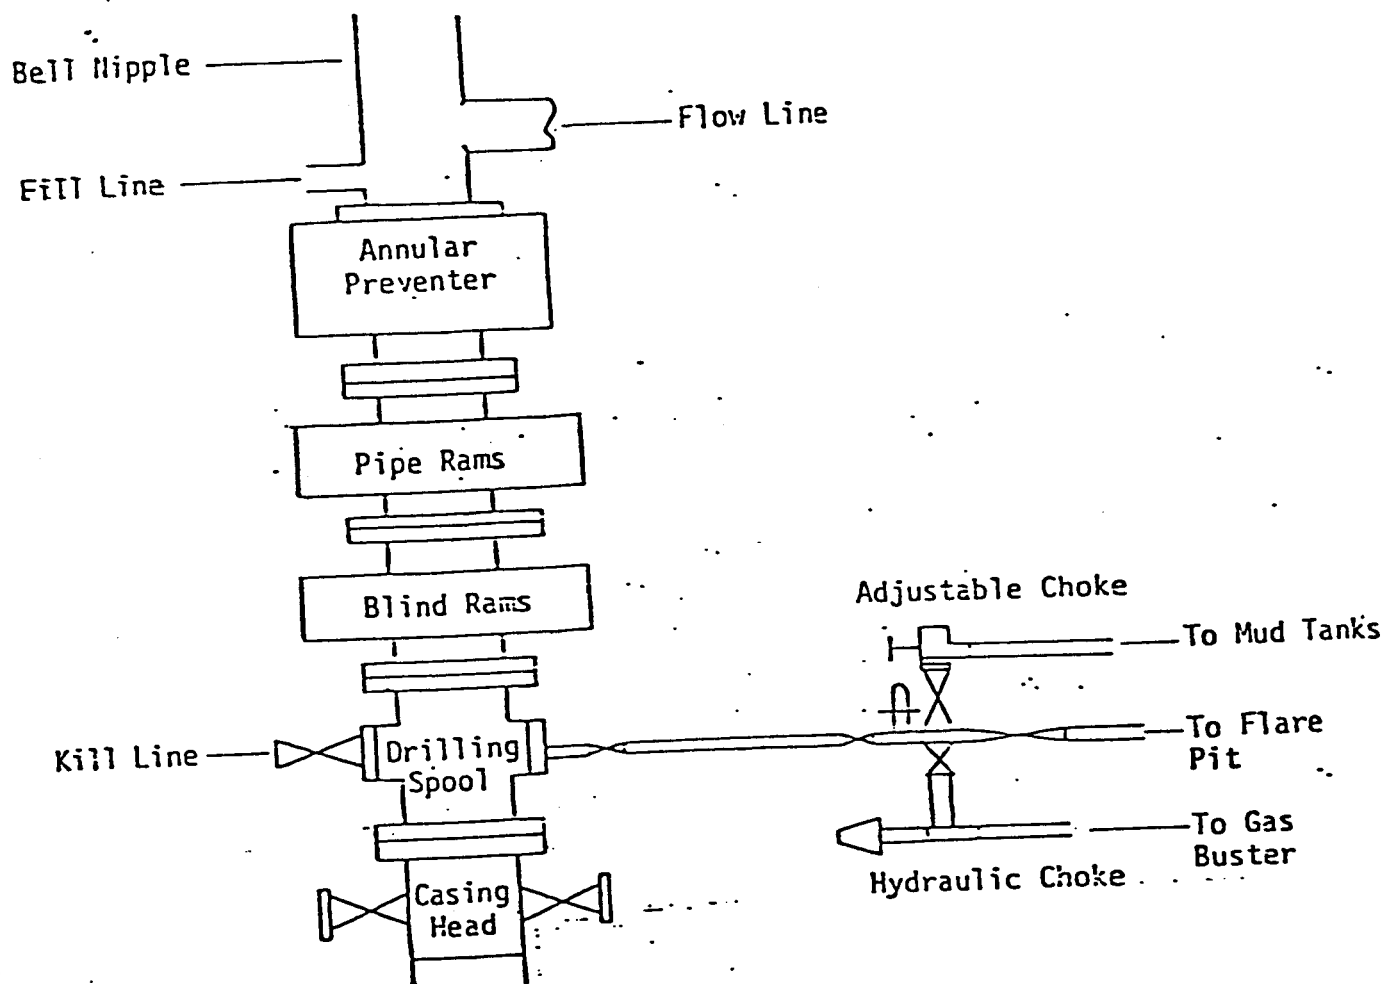 Bell Nipple
Flow Line
Fill Line
Annular
Preventer
Pipe Rams
Blind Rams
Adjustable Choke
To Mud Tanks
Kill Line
Drilling
Spool
To Flare
Pit
To Gas
Buster
Hydraulic Choke
Casing
Head